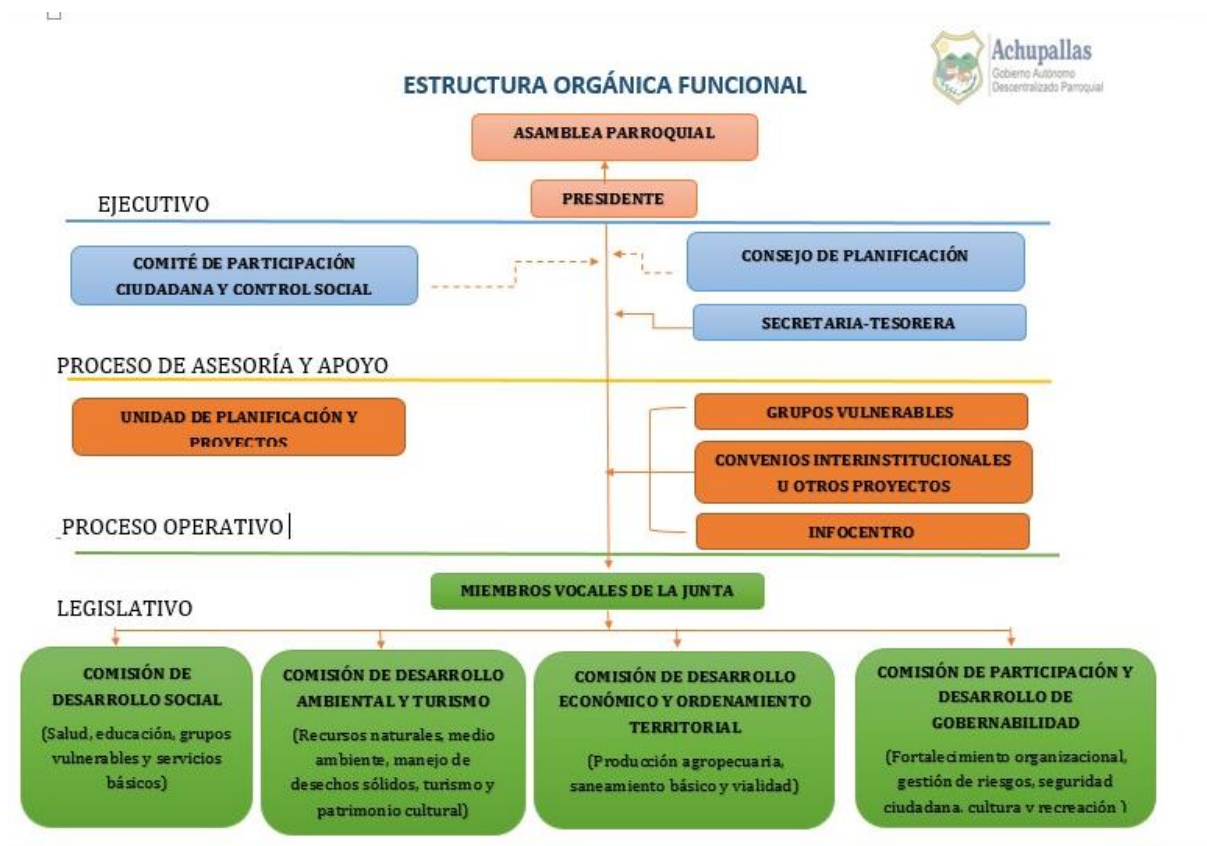 Achupallas
Gobierno Autónomo
Descentralizado Parroquial
ESTRUCTURA ORGÁNICA FUNCIONAL
ASAMBLEA PARROQUIAL
PRESIDENTE
EJECUTIVO
COMITÉ DE PARTICIPACIÓN
CIUDADANA Y CONTROL SOCIAL
CONSEJO DE PLANIFICACIÓN
SECRETARIA-TESORERA
PROCESO DE ASESORÍA Y APOYO
UNIDAD DE PLANIFICACIÓN Y
PROYECTOS
GRUPOS VULNERABLES
CONVENIOS INTERINSTITUCIONALES
U OTROS PROYECTOS
INFOCENTRO
PROCESO OPERATIVO
MIEMBROS VOCALES DE LA JUNTA
LEGISLATIVO
COMISIÓN DE
DESARROLLO SOCIAL
(Salud, educación, grupos
vulnerables y servicios
básicos)
COMISIÓN DE DESARROLLO
AMBIENTAL Y TURISMO
(Recursos naturales, medio
ambiente, manejo de
desechos sólidos, turismo y
patrimonio cultural)
COMISIÓN DE DESARROLLO
ECONÓMICO Y ORDENAMIENTO
TERRITORIAL
(Producción agropecuaria,
saneamiento básico y vialidad)
COMISIÓN DE PARTICIPACIÓN Y
DESARROLLO DE
GOBERNABILIDAD
(Fortalecimiento organizacional,
gestión de riesgos, seguridad
ciudadana, cultura y recreación )